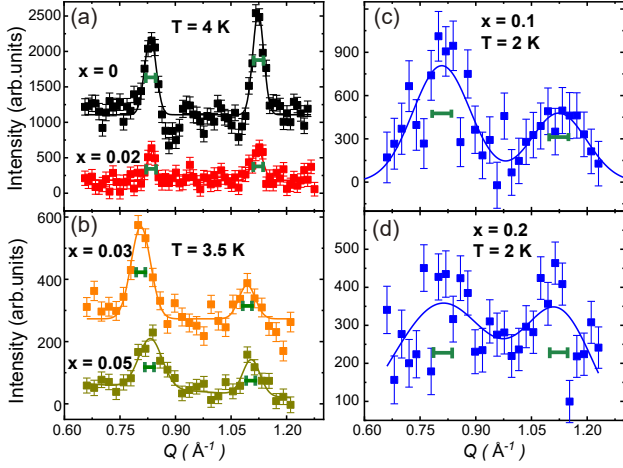 (a)
T = 4 K
x = 0
x = 0.02
Intensity (arb.units)
2500
2000
1500
1000
500
0
(c)
x = 0.1
T = 2 K
900
600
300
0
(b)
T = 3.5 K
x = 0.03
x = 0.05
Intensity (arb.units)
600
400
200
0
0.60
0.75
0.90
1.05
1.20
Q ( Å⁻¹)
(d)
x = 0.2
T = 2 K
500
400
300
200
100
0.60
0.75
0.90
1.05
1.20
Q ( Å⁻¹)